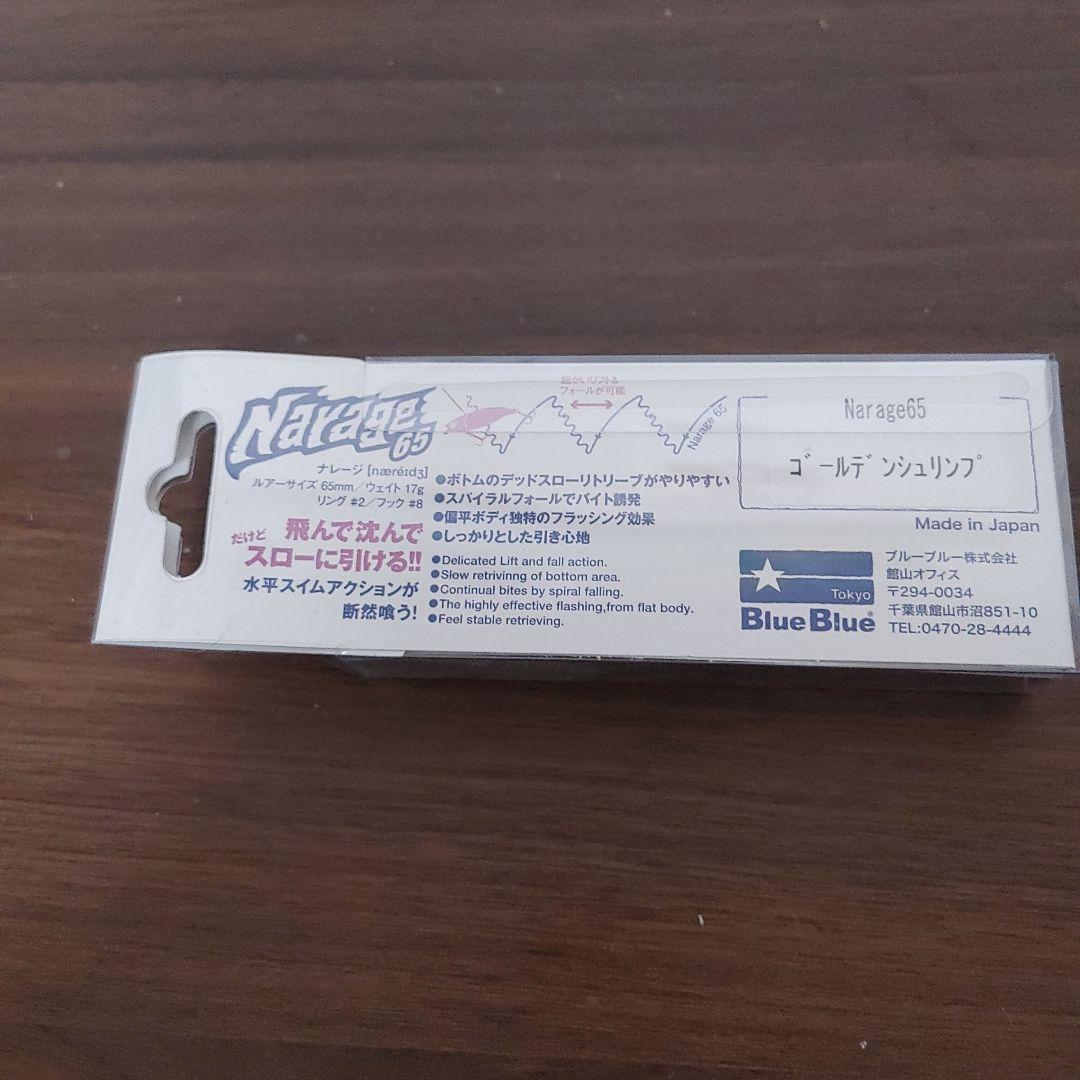 Narage
65
ナレージ [næréɪdʒ]
ルアーサイズ 65mm／ウェイト 17g
リング #2／フック #8
だけど 飛んで沈んで
スローに引ける!!
水平スイムアクションが
断然喰う!
細かいリフト&
フォールが可能
Narage 65
●ボトムのデッドスローリトリーブがやりやすい
●スパイラルフォールでバイト誘発
●偏平ボディ独特のフラッシング効果
●しっかりとした引き心地
●Delicated Lift and fall action.
●Slow retrivinng of bottom area.
●Continual bites by spiral falling.
●The highly effective flashing,from flat body.
●Feel stable retrieving.
Narage65
ｺﾞｰﾙﾃﾞﾝｼｭﾘﾝﾌﾟ
Made in Japan
Tokyo
BlueBlue®
ブルーブルー株式会社
館山オフィス
〒294-0034
千葉県館山市沼851-10
TEL:0470-28-4444